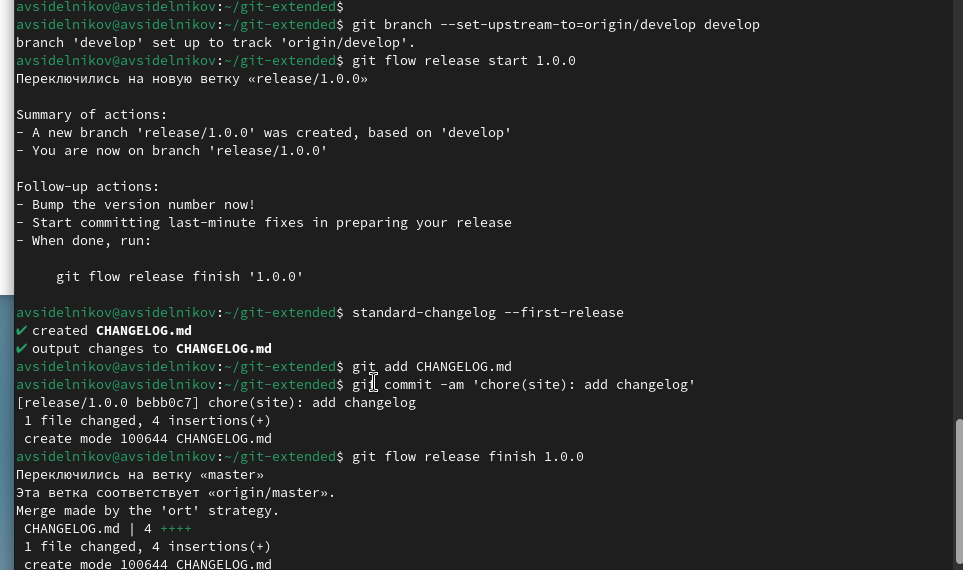 avsidelnikov@avsidelnikov:~/git-extended$
avsidelnikov@avsidelnikov:~/git-extended$ git branch --set-upstream-to=origin/develop develop
branch 'develop' set up to track 'origin/develop'.
avsidelnikov@avsidelnikov:~/git-extended$ git flow release start 1.0.0
Переключились на новую ветку «release/1.0.0»
Summary of actions:
- A new branch 'release/1.0.0' was created, based on 'develop'
- You are now on branch 'release/1.0.0'
Follow-up actions:
- Bump the version number now!
- Start committing last-minute fixes in preparing your release
- When done, run:
git flow release finish '1.0.0'
avsidelnikov@avsidelnikov:~/git-extended$ standard-changelog --first-release
✔ created CHANGELOG.md
✔ output changes to CHANGELOG.md
avsidelnikov@avsidelnikov:~/git-extended$ git add CHANGELOG.md
avsidelnikov@avsidelnikov:~/git-extended$ git commit -am 'chore(site): add changelog'
[release/1.0.0 bebb0c7] chore(site): add changelog
1 file changed, 4 insertions(+)
create mode 100644 CHANGELOG.md
avsidelnikov@avsidelnikov:~/git-extended$ git flow release finish 1.0.0
Переключились на ветку «master»
Эта ветка соответствует «origin/master».
Merge made by the 'ort' strategy.
CHANGELOG.md | 4 ++++
1 file changed, 4 insertions(+)
create mode 100644 CHANGELOG.md